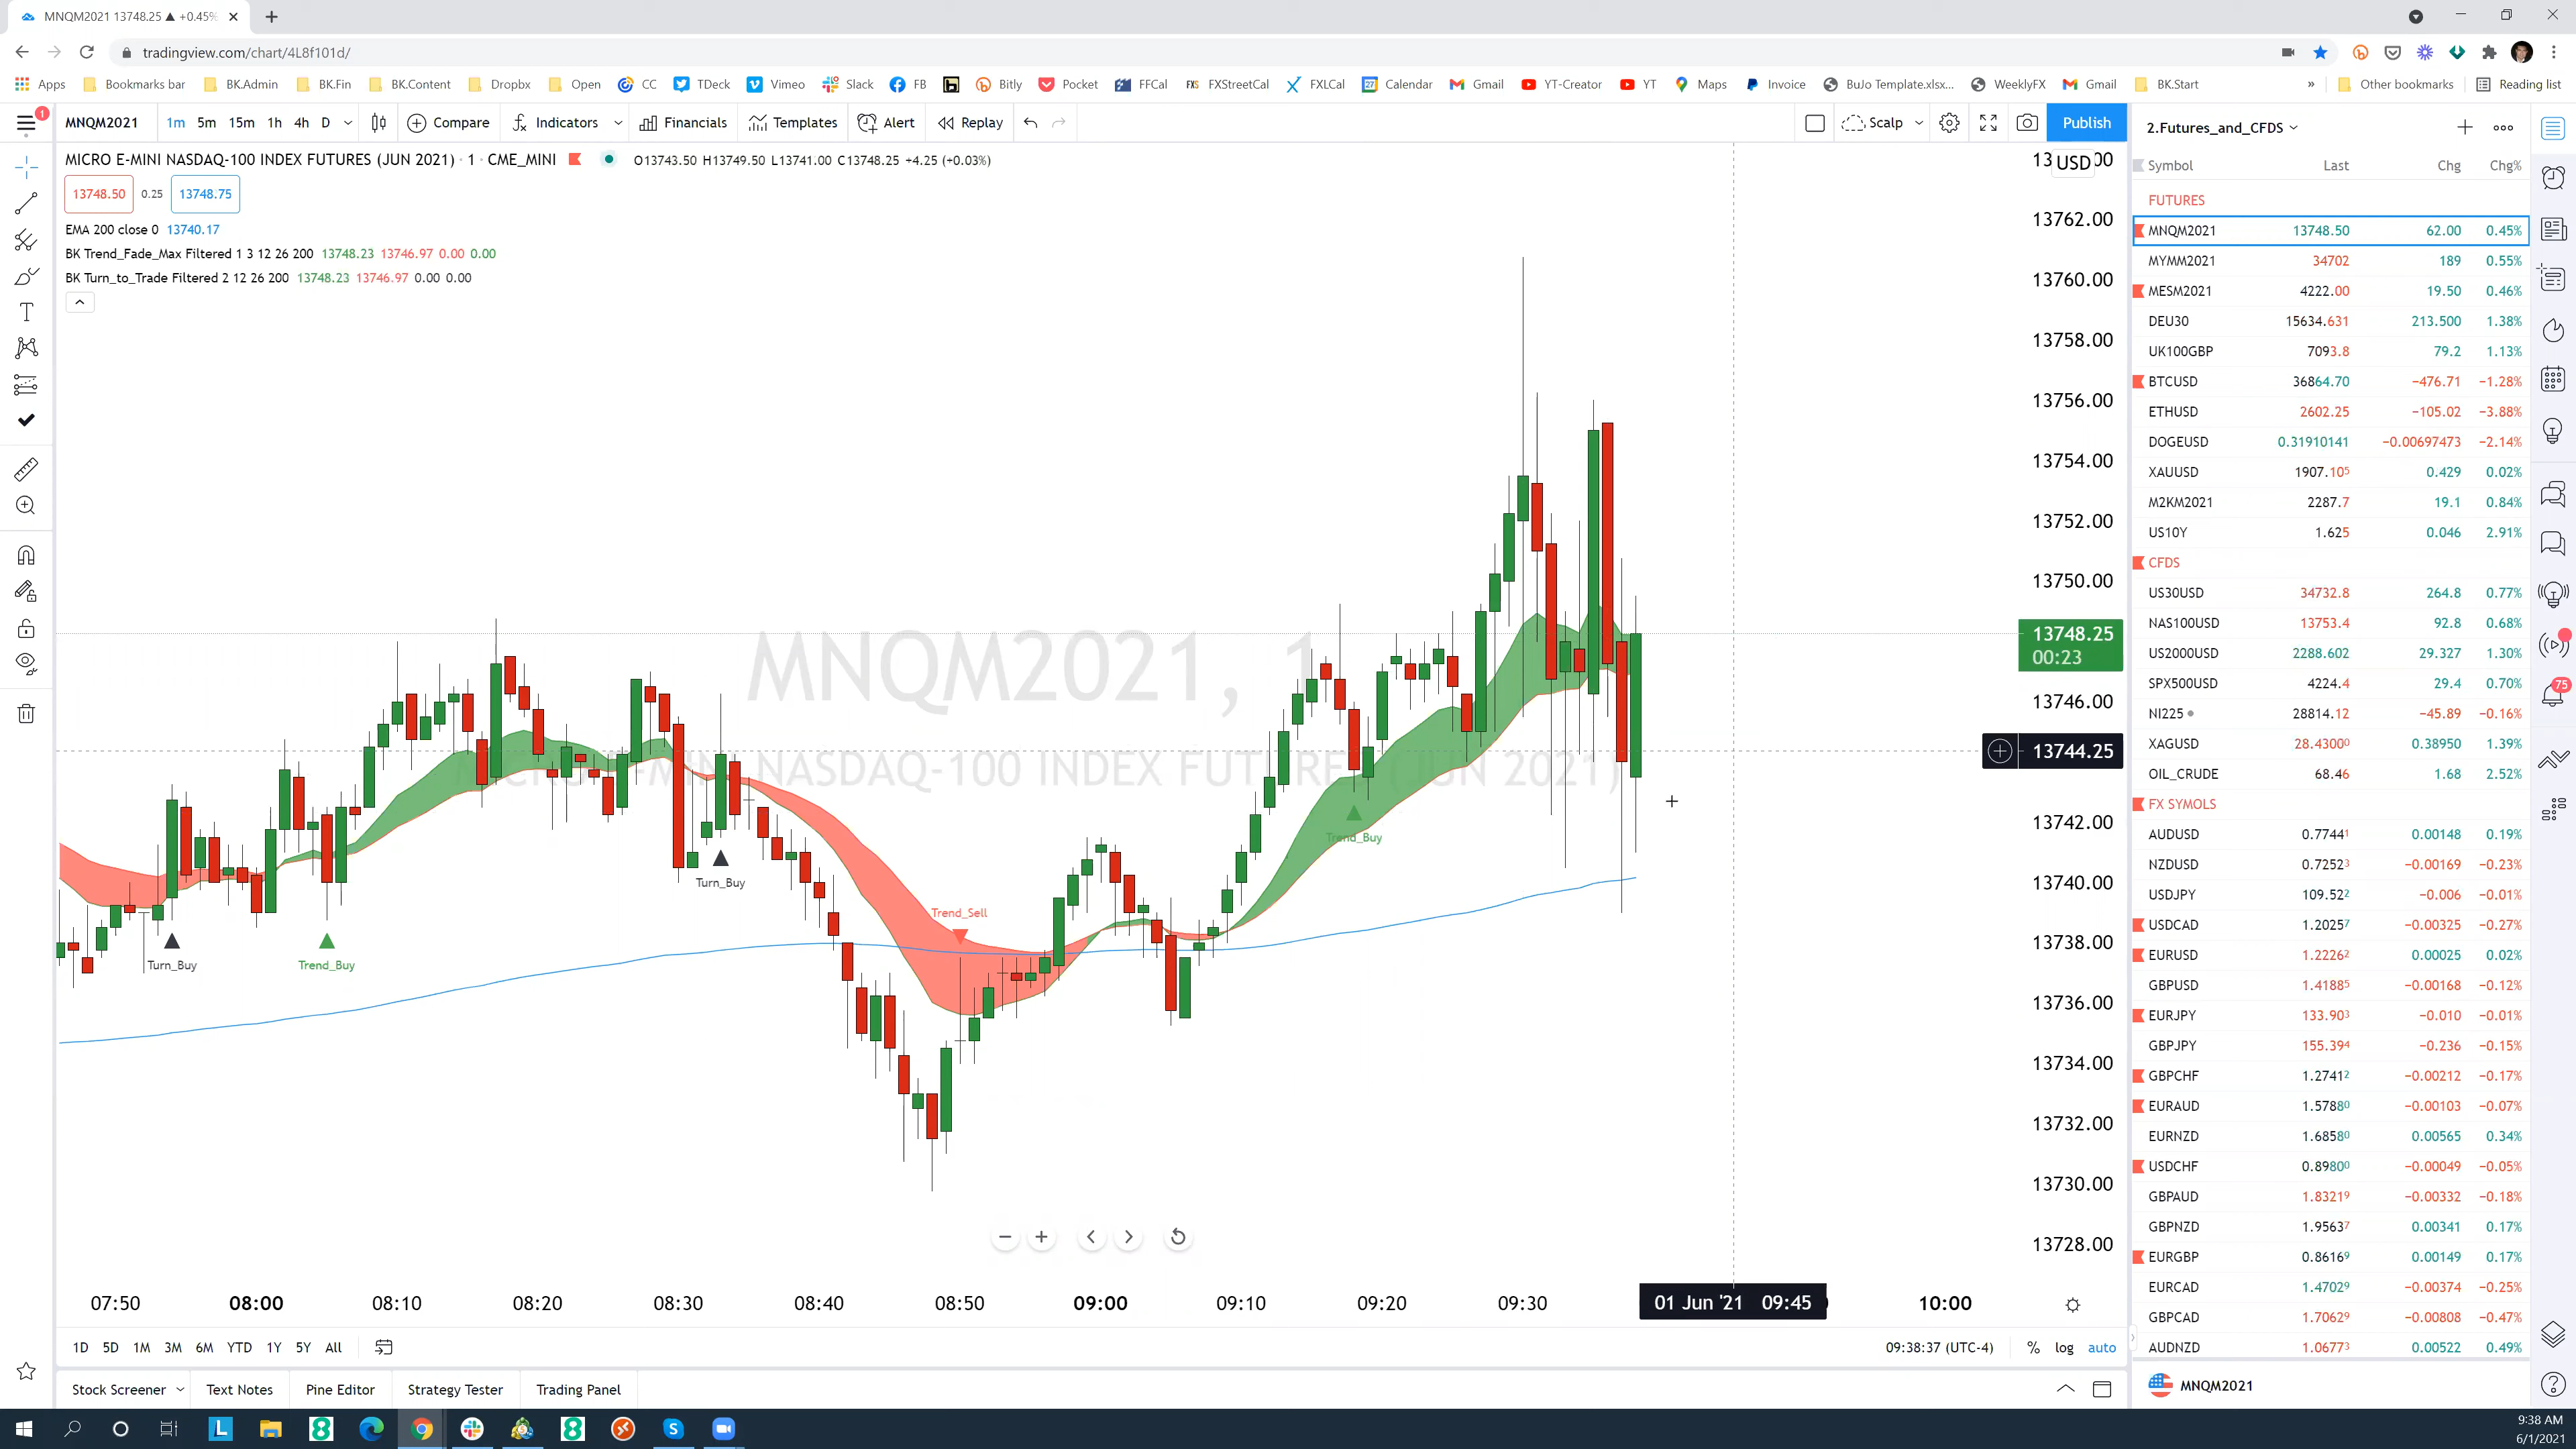 MNQM2021 13748.25 ▲ +0.45%
tradingview.com/chart/4L8f101d/
Apps Bookmarks bar BK.Admin BK.Fin BK.Content Dropbx Open CC TDeck Vimeo Slack FB Bitly Pocket FFCal FXS FXStreetCal FXLCal 27 Calendar Gmail YT-Creator YT Maps Invoice BuJo Template.xlsx... WeeklyFX Gmail BK.Start » Other bookmarks Reading list
1 MNQM2021 1m 5m 15m 1h 4h D Compare Indicators Financials Templates Alert Replay Scalp Publish
MICRO E-MINI NASDAQ-100 INDEX FUTURES (JUN 2021) · 1 · CME_MINI O13743.50 H13749.50 L13741.00 C13748.25 +4.25 (+0.03%)
13748.50 0.25 13748.75
EMA 200 close 0 13740.17
BK Trend_Fade_Max Filtered 1 3 12 26 200 13748.23 13746.97 0.00 0.00
BK Turn_to_Trade Filtered 2 12 26 200 13748.23 13746.97 0.00 0.00
MNQM2021, 1
MICRO E-MINI NASDAQ-100 INDEX FUTURES (JUN 2021)
Turn_Buy
Trend_Buy
Turn_Buy
Trend_Sell
Trend_Buy
USD
13762.00
13760.00
13758.00
13756.00
13754.00
13752.00
13750.00
13748.25
00:23
13746.00
13744.25
13742.00
13740.00
13738.00
13736.00
13734.00
13732.00
13730.00
13728.00
07:50 08:00 08:10 08:20 08:30 08:40 08:50 09:00 09:10 09:20 09:30 01 Jun '21 09:45 10:00
1D 5D 1M 3M 6M YTD 1Y 5Y All 09:38:37 (UTC-4) % log auto
Stock Screener Text Notes Pine Editor Strategy Tester Trading Panel
2.Futures_and_CFDS
Symbol Last Chg Chg%
FUTURES
MNQM2021 13748.50 62.00 0.45%
MYMM2021 34702 189 0.55%
MESM2021 4222.00 19.50 0.46%
DEU30 15634.631 213.500 1.38%
UK100GBP 7093.8 79.2 1.13%
BTCUSD 36864.70 −476.71 −1.28%
ETHUSD 2602.25 −105.02 −3.88%
DOGEUSD 0.31910141 −0.00697473 −2.14%
XAUUSD 1907.105 0.429 0.02%
M2KM2021 2287.7 19.1 0.84%
US10Y 1.625 0.046 2.91%
CFDS
US30USD 34732.8 264.8 0.77%
NAS100USD 13753.4 92.8 0.68%
US2000USD 2288.602 29.327 1.30%
SPX500USD 4224.4 29.4 0.70%
NI225 28814.12 −45.89 −0.16%
XAGUSD 28.43000 0.38950 1.39%
OIL_CRUDE 68.46 1.68 2.52%
FX SYMOLS
AUDUSD 0.77441 0.00148 0.19%
NZDUSD 0.72523 −0.00169 −0.23%
USDJPY 109.522 −0.006 −0.01%
USDCAD 1.20257 −0.00325 −0.27%
EURUSD 1.22262 0.00025 0.02%
GBPUSD 1.41885 −0.00168 −0.12%
EURJPY 133.903 −0.010 −0.01%
GBPJPY 155.394 −0.236 −0.15%
GBPCHF 1.27412 −0.00212 −0.17%
EURAUD 1.57880 −0.00103 −0.07%
EURNZD 1.68580 0.00565 0.34%
USDCHF 0.89800 −0.00049 −0.05%
GBPAUD 1.83219 −0.00332 −0.18%
GBPNZD 1.95637 0.00341 0.17%
EURGBP 0.86169 0.00149 0.17%
EURCAD 1.47029 −0.00374 −0.25%
GBPCAD 1.70629 −0.00808 −0.47%
AUDNZD 1.06773 0.00522 0.49%
MNQM2021
75
9:38 AM
6/1/2021